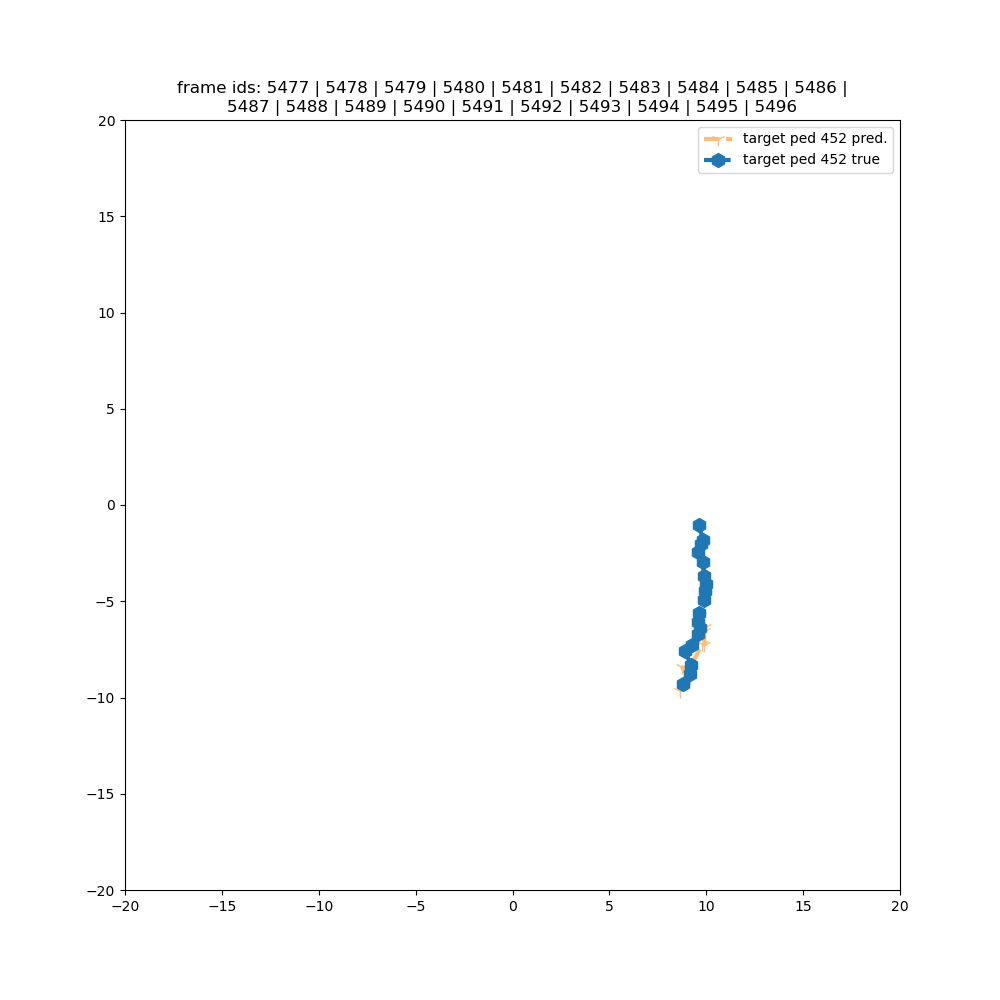 frame ids: 5477 | 5478 | 5479 | 5480 | 5481 | 5482 | 5483 | 5484 | 5485 | 5486 |
5487 | 5488 | 5489 | 5490 | 5491 | 5492 | 5493 | 5494 | 5495 | 5496
target ped 452 pred.
target ped 452 true
20
15
10
5
0
−5
−10
−15
−20
−20 −15 −10 −5 0 5 10 15 20